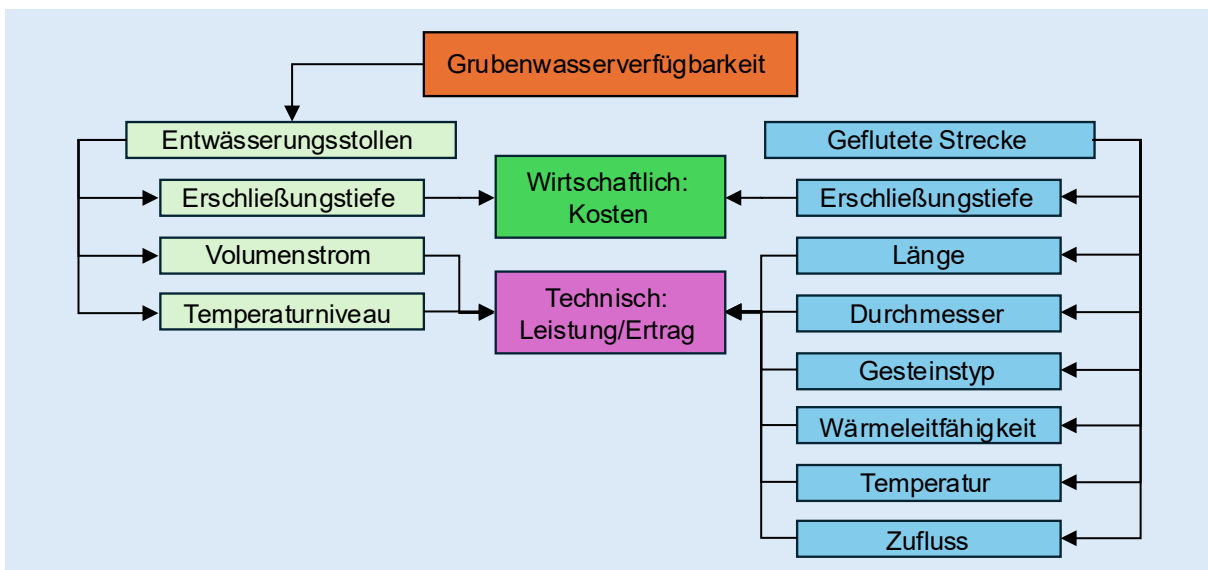 Grubenwasserverfügbarkeit
Entwässerungsstollen
Erschließungstiefe
Volumenstrom
Temperaturniveau
Wirtschaftlich:
Kosten
Technisch:
Leistung/Ertrag
Geflutete Strecke
Erschließungstiefe
Länge
Durchmesser
Gesteinstyp
Wärmeleitfähigkeit
Temperatur
Zufluss